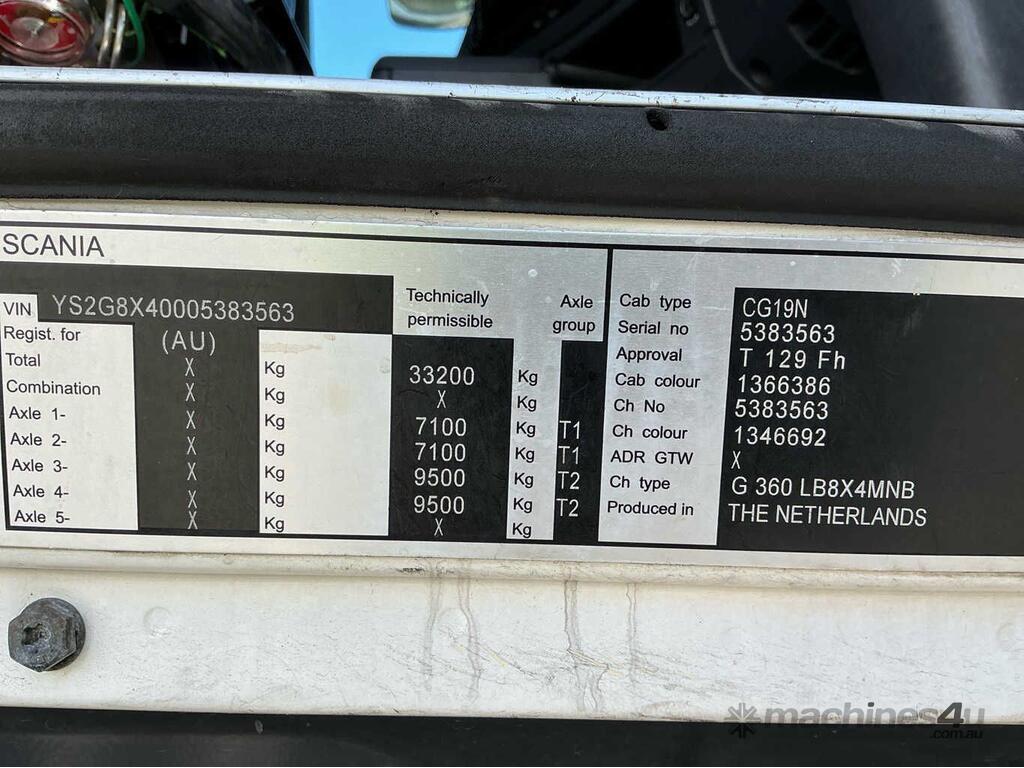 SCANIA
VIN YS2G8X40005383563
Regist. for (AU) Technically permissible Axle group
Total X Kg 33200 Kg
Combination X Kg X Kg
Axle 1- X Kg 7100 Kg T1
Axle 2- X Kg 7100 Kg T1
Axle 3- X Kg 9500 Kg T2
Axle 4- X Kg 9500 Kg T2
Axle 5- X Kg X Kg
Cab type CG19N
Serial no 5383563
Approval T 129 Fh
Cab colour 1366386
Ch No 5383563
Ch colour 1346692
ADR GTW X
Ch type G 360 LB8X4MNB
Produced in THE NETHERLANDS
machines4u
.com.au